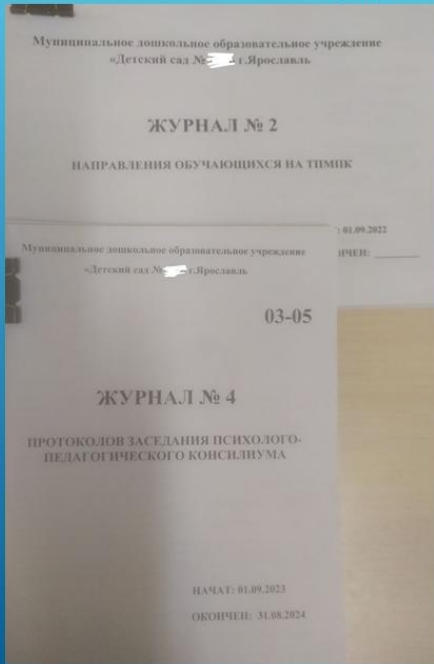 Муниципальное дошкольное образовательное учреждение
«Детский сад № г.Ярославль
ЖУРНАЛ № 2
НАПРАВЛЕНИЯ ОБУЧАЮЩИХСЯ НА ТПМПК
: 01.09.2022
НЧЕН:
Муниципальное дошкольное образовательное учреждение
«Детский сад № г.Ярославль
03-05
ЖУРНАЛ № 4
ПРОТОКОЛОВ ЗАСЕДАНИЯ ПСИХОЛОГО-
ПЕДАГОГИЧЕСКОГО КОНСИЛИУМА
НАЧАТ: 01.09.2023
ОКОНЧЕН: 31.08.2024